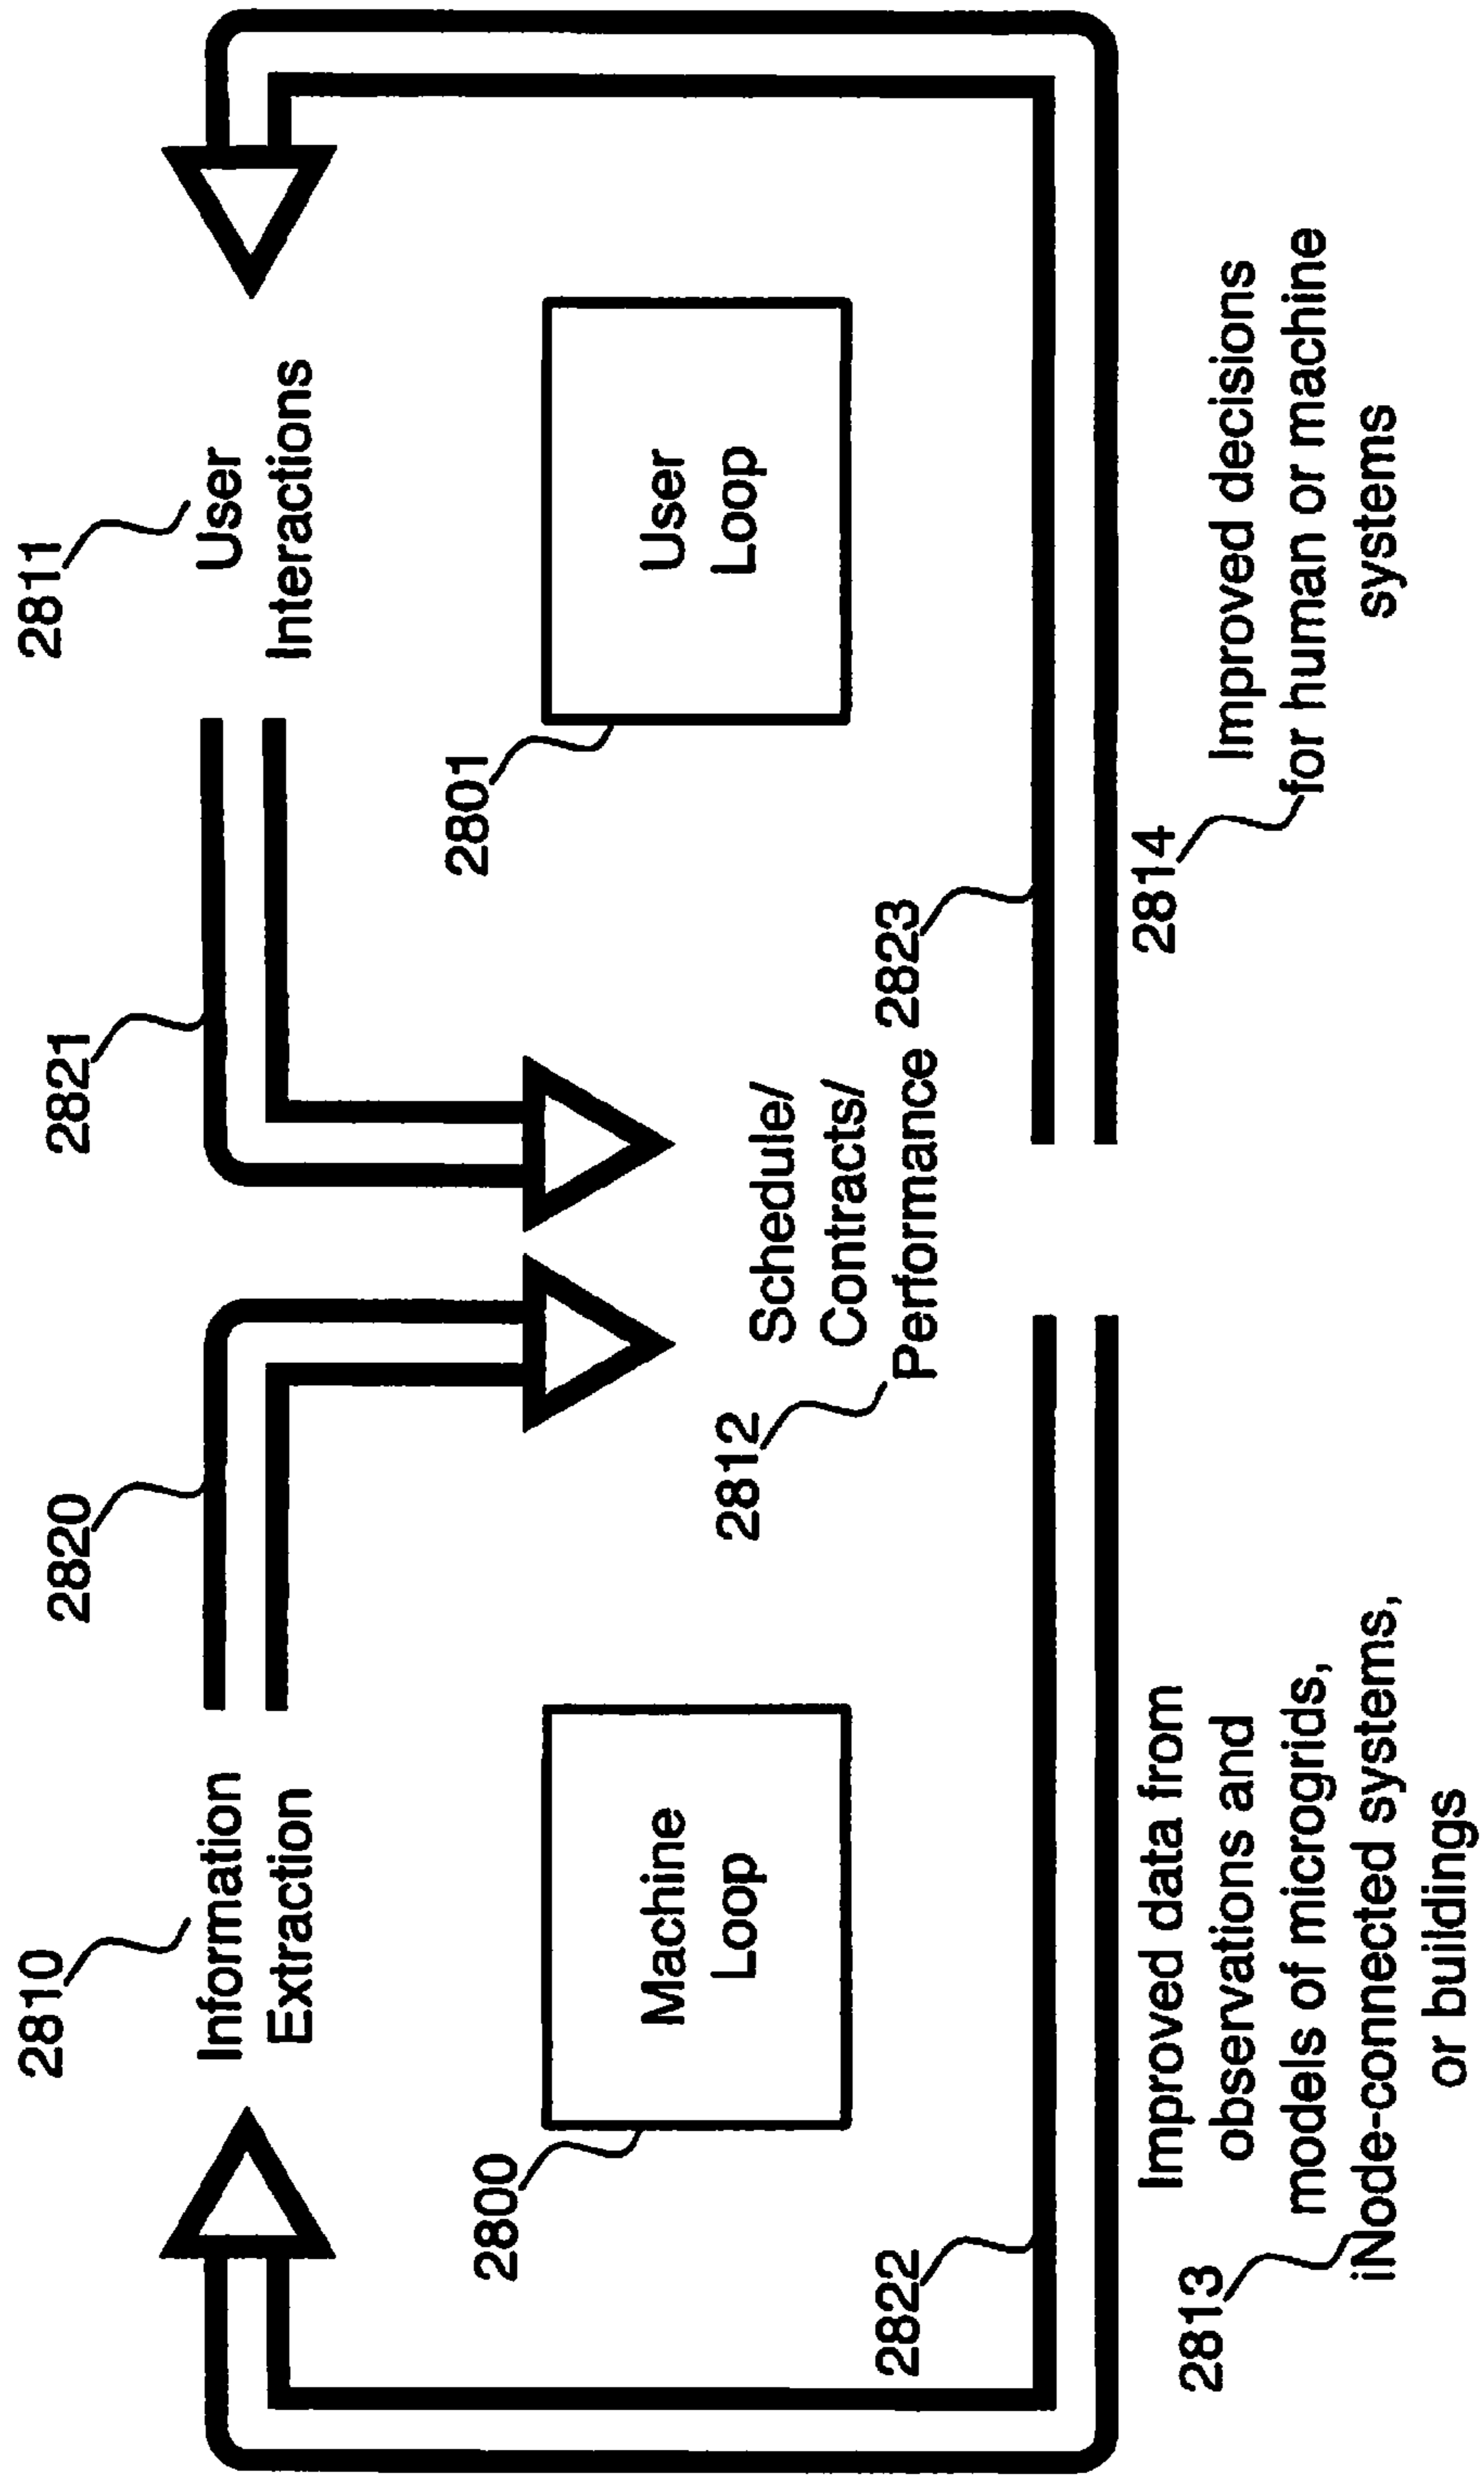 2810
Information
Extraction
2820
2821
2811
User
Interactions
2800
Machine
Loop
2801
User
Loop
2812
Schedule/
Contracts/
Performance
2822
2823
2813
Improved data from
observations and
models of microgrids,
iNode-connected systems,
or buildings
2814
Improved decisions
for human or machine
systems